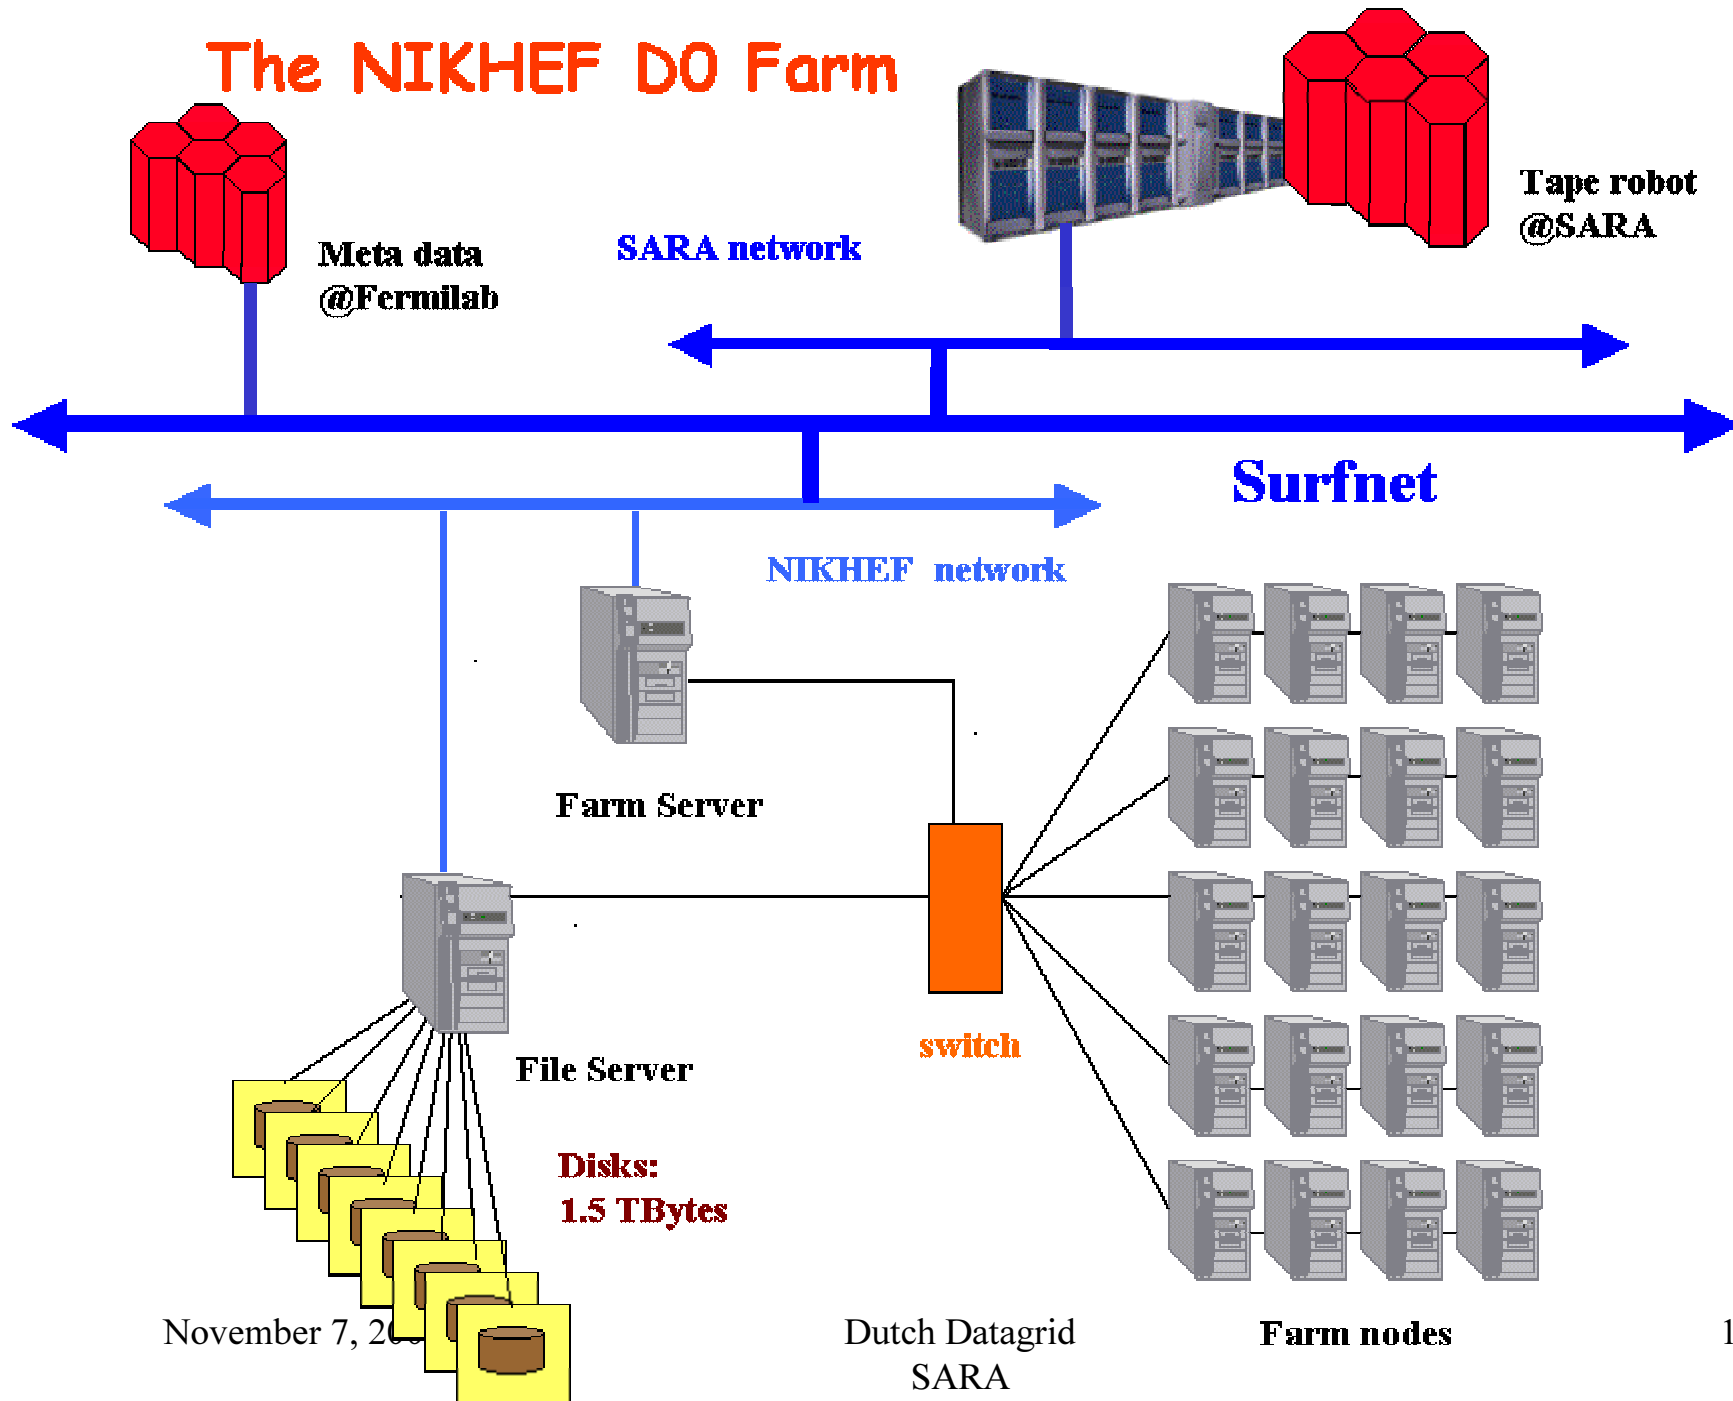 The NIKHEF D0 Farm
Tape robot
@SARA
Meta data
@Fermilab
SARA network
Surfnet
NIKHEF network
Farm Server
switch
File Server
Disks:
1.5 TBytes
November 7,
Dutch Datagrid
SARA
Farm nodes
1